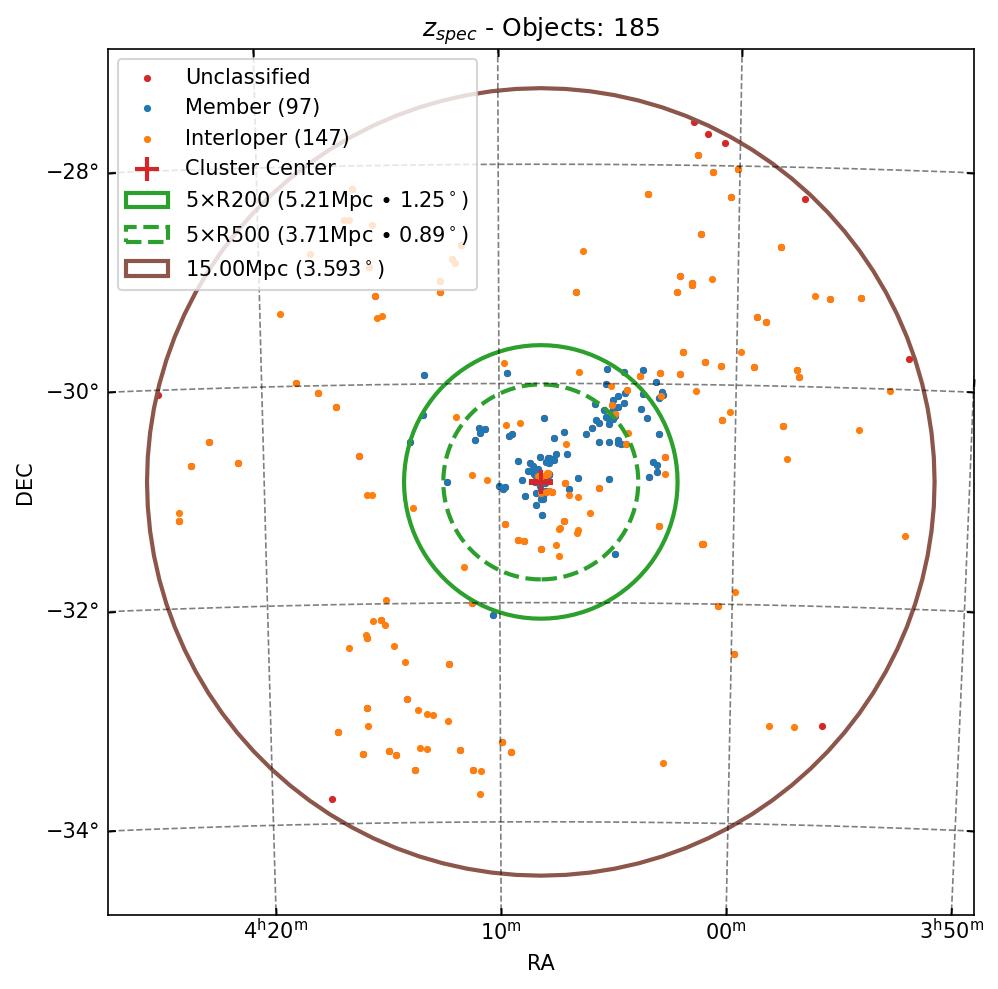 z_spec - Objects: 185
Unclassified
Member (97)
Interloper (147)
Cluster Center
5×R200 (5.21Mpc • 1.25°)
5×R500 (3.71Mpc • 0.89°)
15.00Mpc (3.593°)
−28°
−30°
−32°
−34°
DEC
4h20m 10m 00m 3h50m
RA